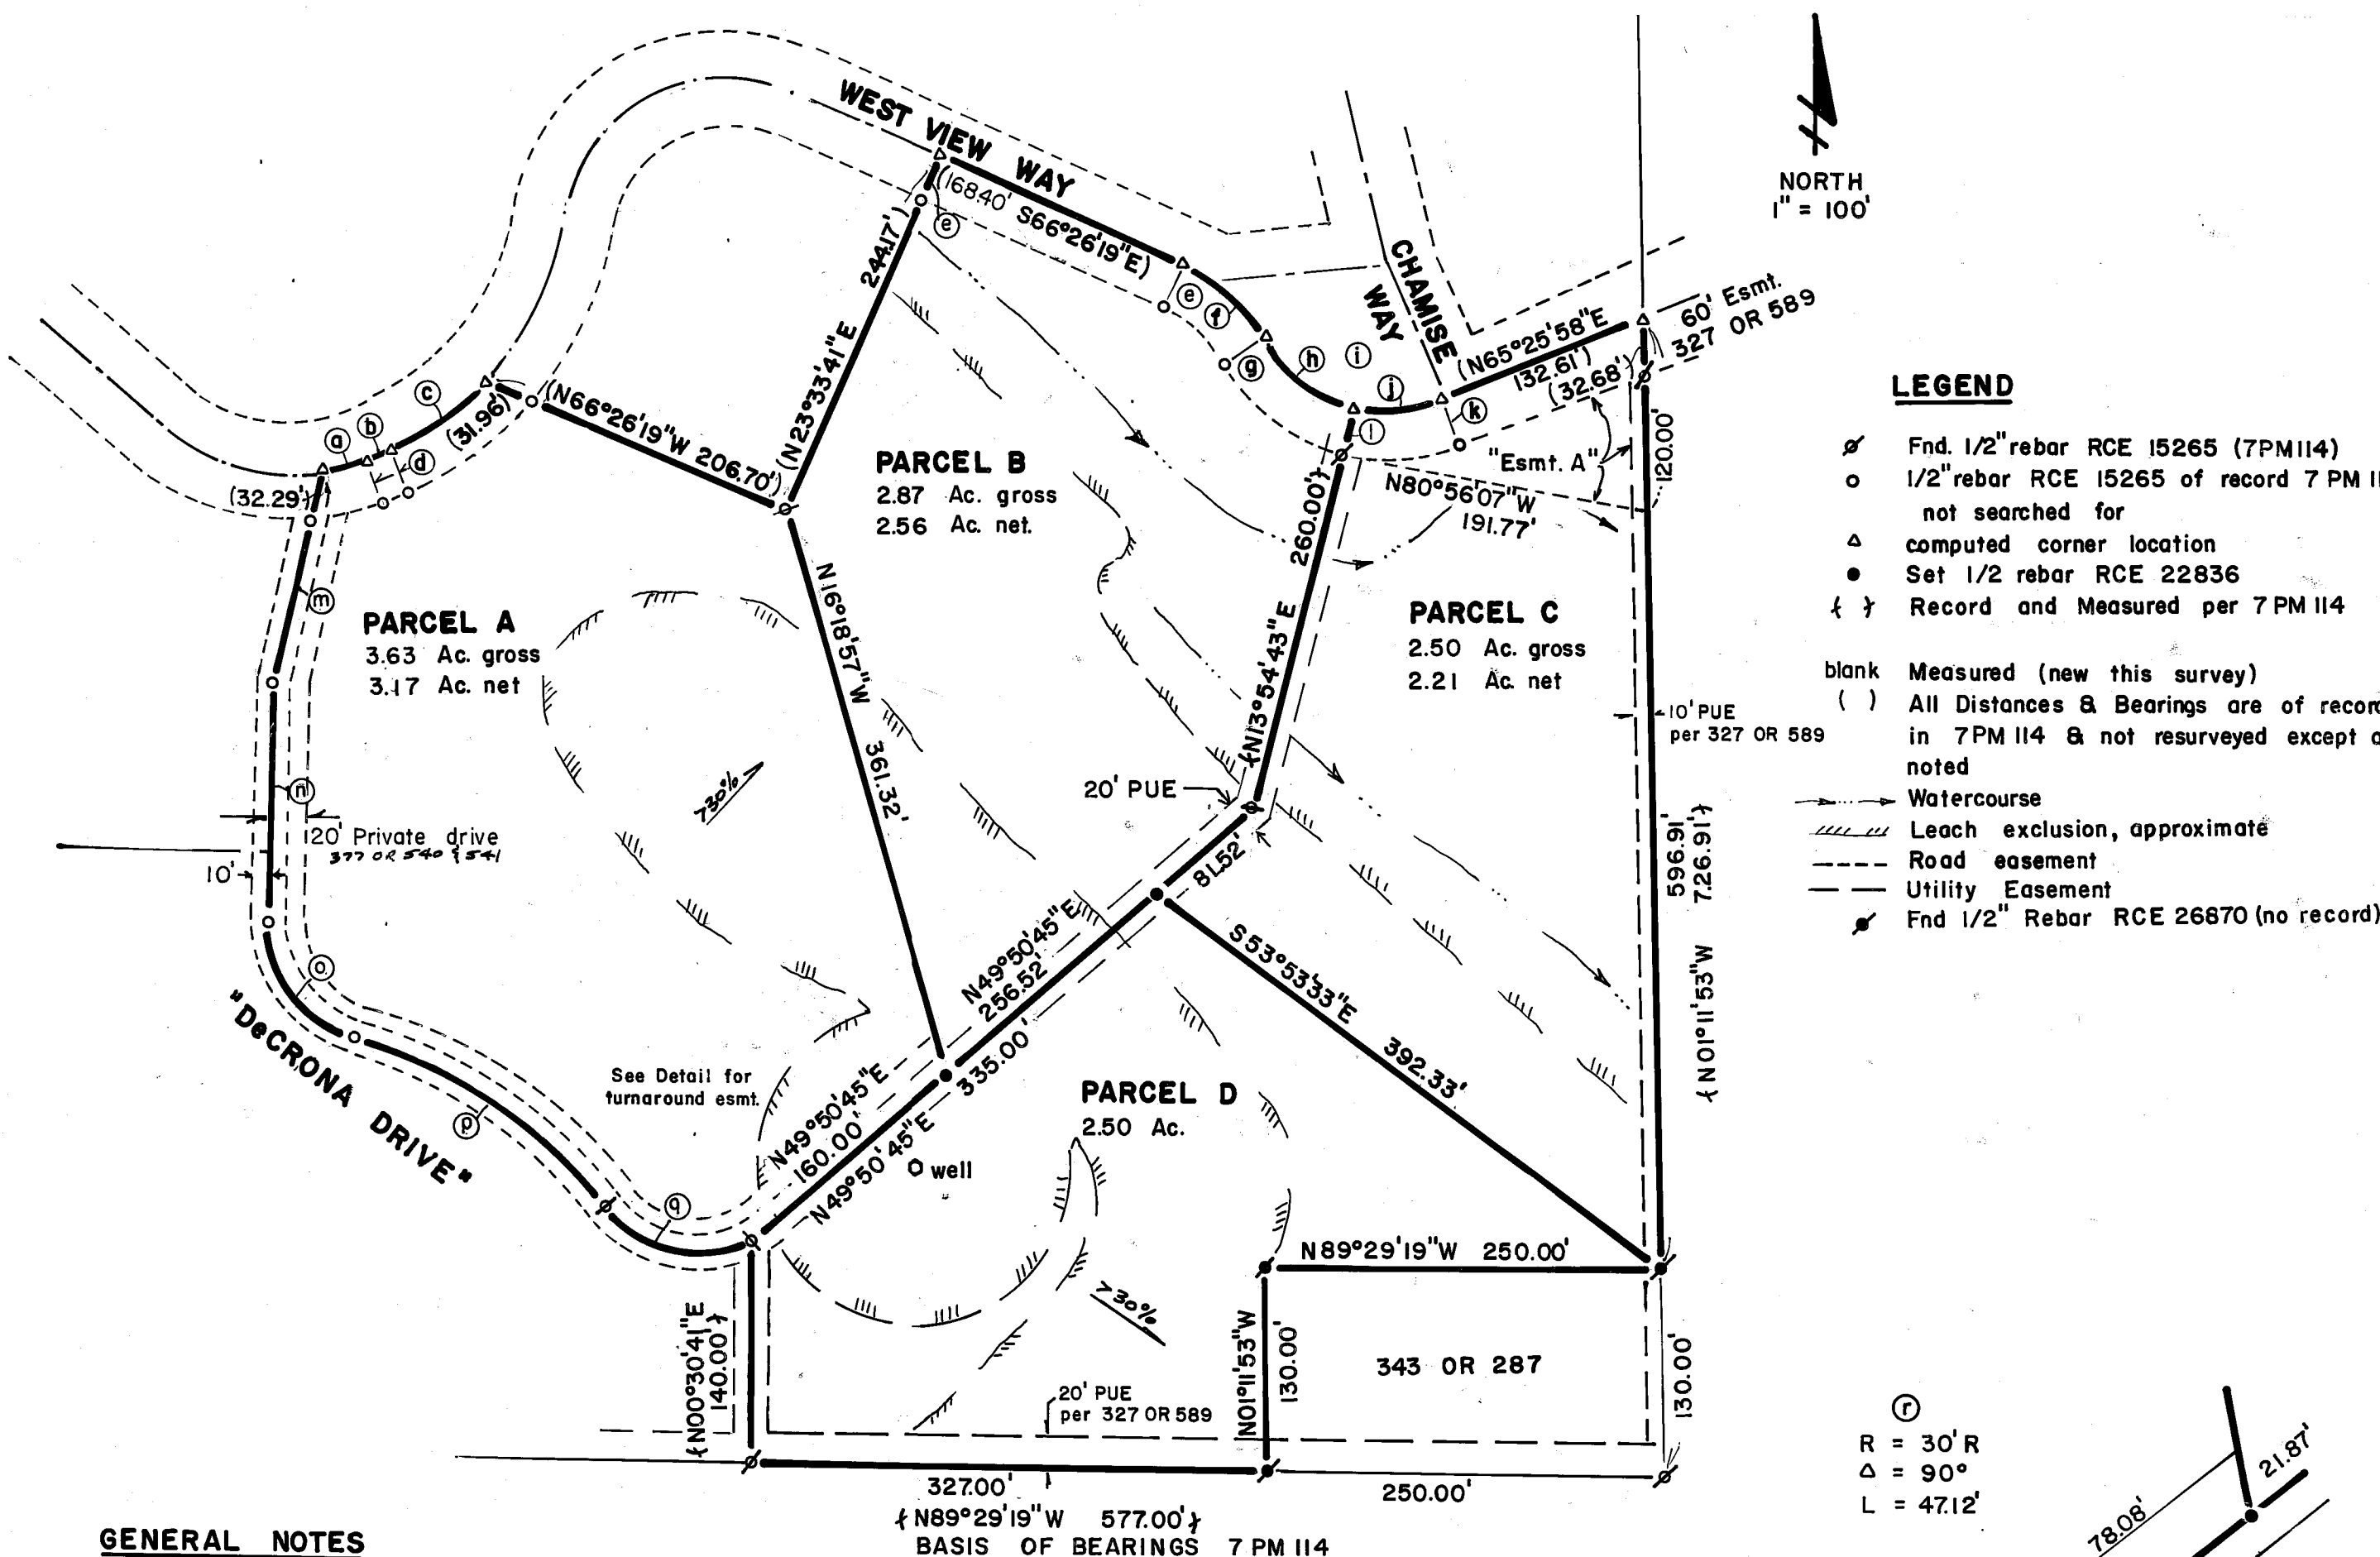 WEST VIEW WAY
(168.40' S66°26'19"E)
e
244.17')
(N23°33'41"E
NORTH
1" = 100'
CHAMISE
WAY
60' Esmt.
327 OR 589
(N65°25'58"E
132.61')
(32.68')
e
f
g
h
i
j
k
l
a
b
c
d
(31.96')
(32.29')
(N66°26'19"W 206.70')
"Esmt. A"
120.00'
N80°56'07"W
191.77'
PARCEL B
2.87 Ac. gross
2.56 Ac. net.
260.00'}
{N13°54'43"E
PARCEL A
3.63 Ac. gross
3.17 Ac. net
m
n
N16°18'57"W 361.32'
PARCEL C
2.50 Ac. gross
2.21 Ac. net
10' PUE
per 327 OR 589
>30%
20' PUE
20' Private drive
377 OR 540 & 541
10'
81.52'
596.91'
{N01°11'53"W 726.91'}
N49°50'45"E
256.52'
335.00'
S53°53'33"E 392.33'
o
"DeCRONA DRIVE"
p
q
See Detail for
turnaround esmt.
N49°50'45"E
160.00'
N49°50'45"E
well
PARCEL D
2.50 Ac.
>30%
N89°29'19"W 250.00'
{N00°30'41"E
140.00'}
N01°11'53"W
130.00'
343 OR 287
130.00'
20' PUE
per 327 OR 589
327.00'
250.00'
{N89°29'19"W 577.00'}
BASIS OF BEARINGS 7 PM 114
LEGEND
Fnd. 1/2" rebar RCE 15265 (7PM114)
1/2" rebar RCE 15265 of record 7 PM 11
not searched for
computed corner location
Set 1/2 rebar RCE 22836
{ } Record and Measured per 7 PM 114
blank Measured (new this survey)
( ) All Distances & Bearings are of record
in 7PM 114 & not resurveyed except a
noted
Watercourse
Leach exclusion, approximate
Road easement
Utility Easement
Fnd 1/2" Rebar RCE 26870 (no record)
r
R = 30' R
Δ = 90°
L = 47.12'
21.87'
78.08'
GENERAL NOTES